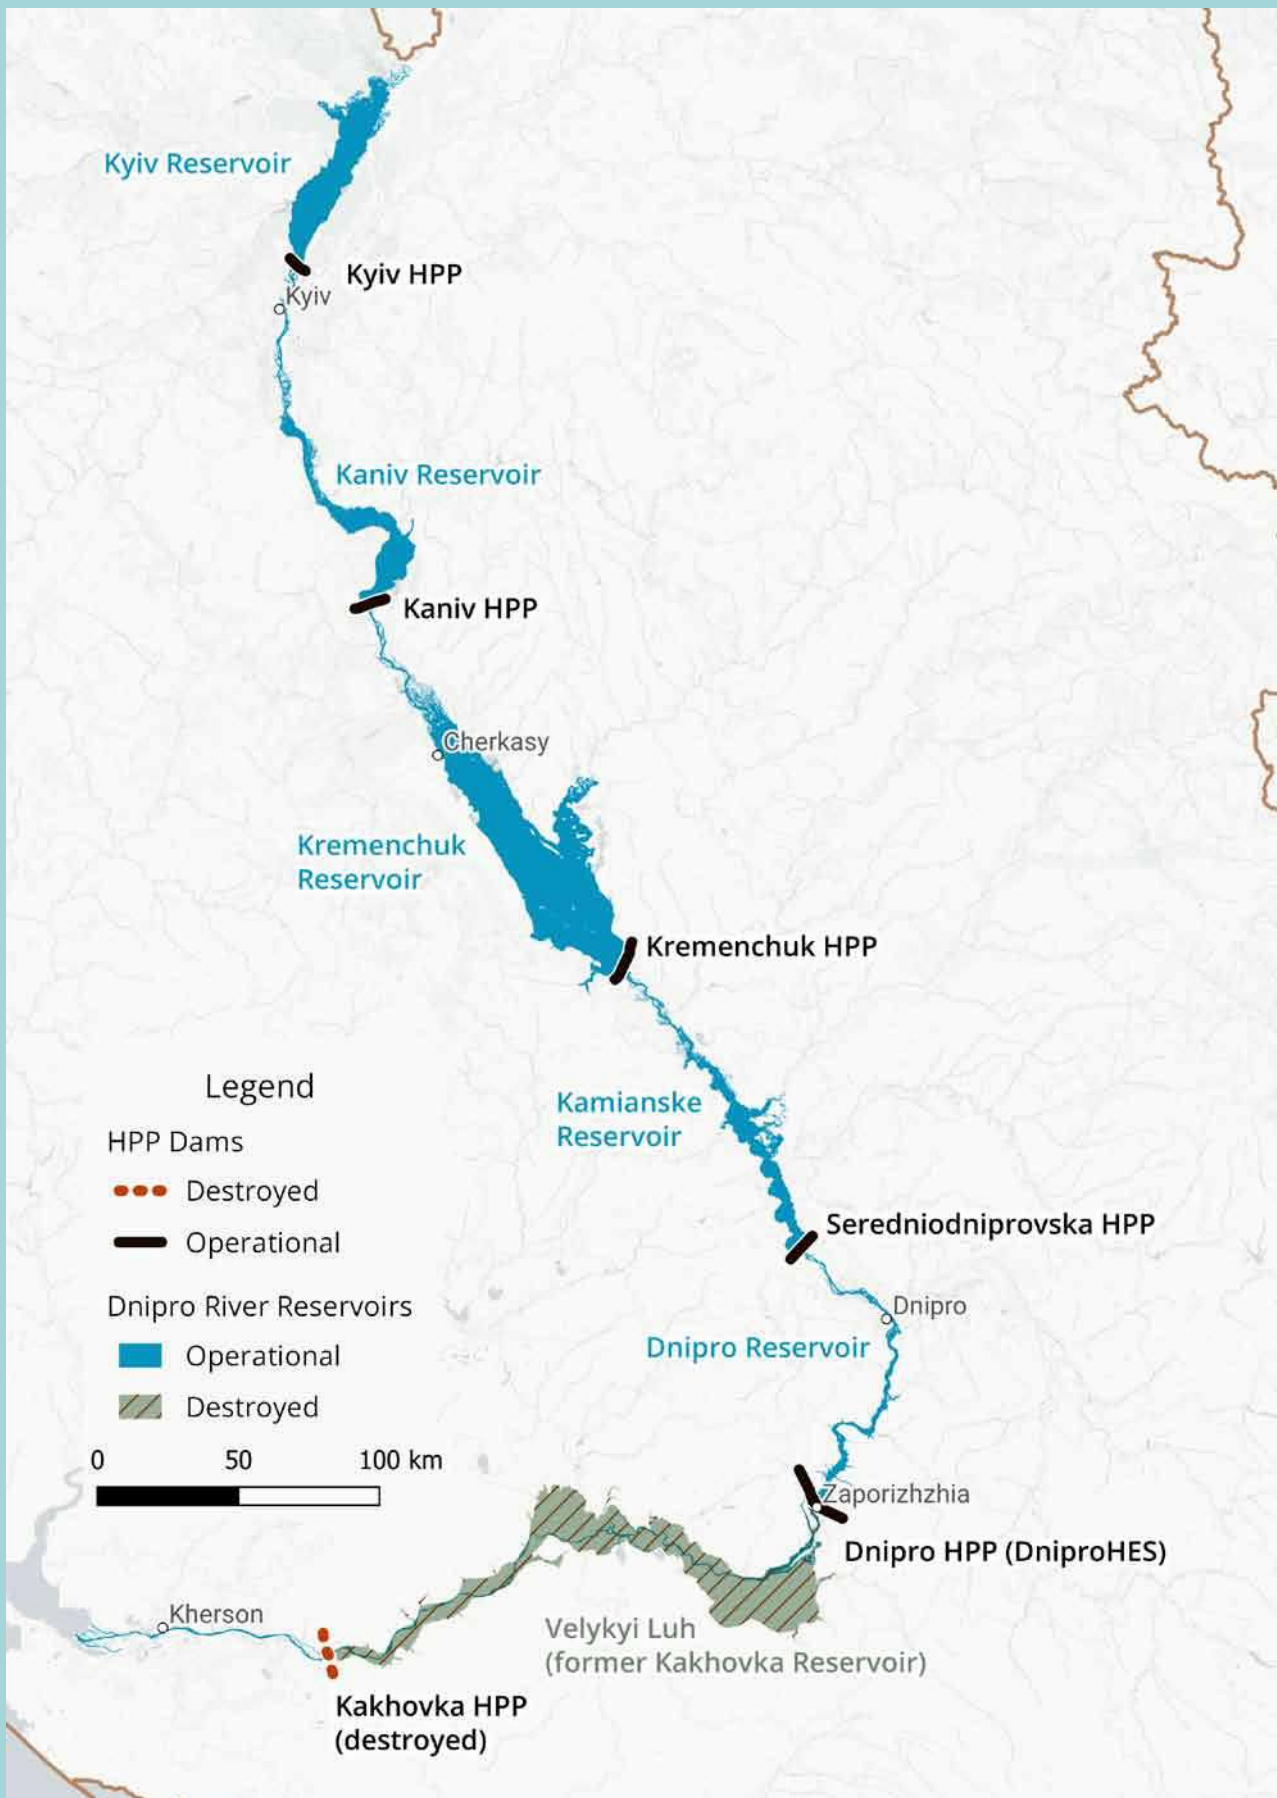 Kyiv Reservoir
Kyiv HPP
Kyiv
Kaniv Reservoir
Kaniv HPP
Cherkasy
Kremenchuk
Reservoir
Kremenchuk HPP
Kamianske
Reservoir
Seredniodniprovska HPP
Dnipro
Dnipro Reservoir
Zaporizhzhia
Dnipro HPP (DniproHES)
Velykyi Luh
(former Kakhovka Reservoir)
Kherson
Kakhovka HPP
(destroyed)
Legend
HPP Dams
Destroyed
Operational
Dnipro River Reservoirs
Operational
Destroyed
0 50 100 km